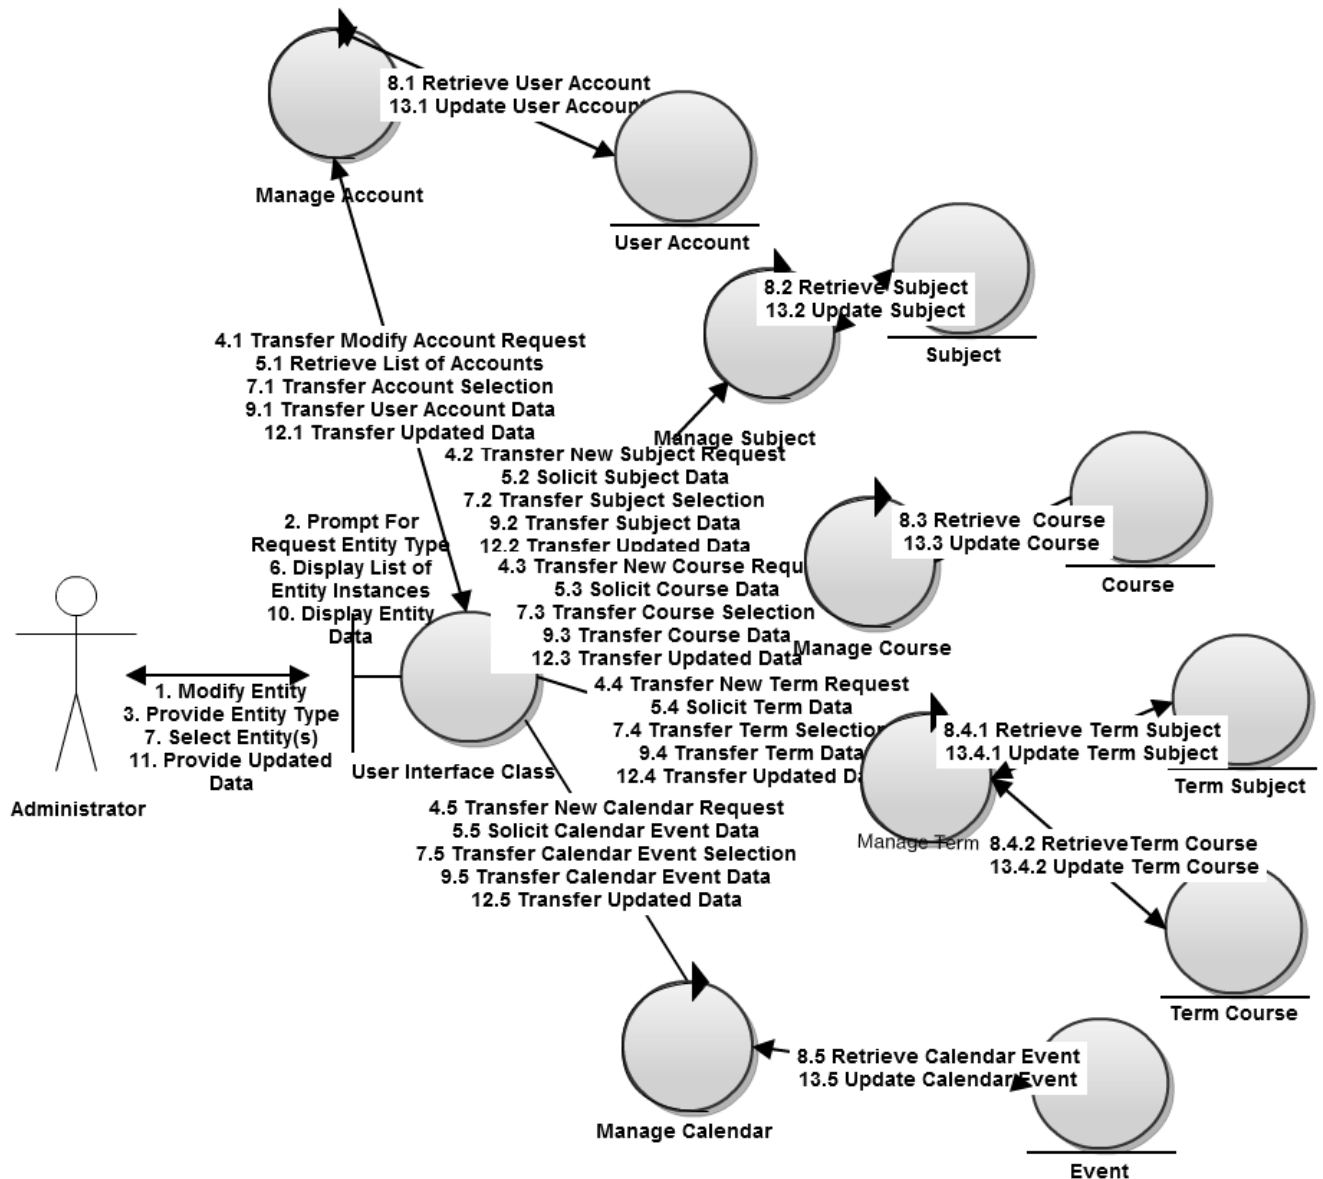 8.1 Retrieve User Account
13.1 Update User Account
Manage Account
User Account
8.2 Retrieve Subject
13.2 Update Subject
Subject
4.1 Transfer Modify Account Request
5.1 Retrieve List of Accounts
7.1 Transfer Account Selection
9.1 Transfer User Account Data
12.1 Transfer Updated Data
Manage Subject
4.2 Transfer New Subject Request
5.2 Solicit Subject Data
7.2 Transfer Subject Selection
9.2 Transfer Subject Data
12.2 Transfer Updated Data
8.3 Retrieve Course
13.3 Update Course
Course
2. Prompt For
Request Entity Type
6. Display List of
Entity Instances
10. Display Entity
Data
4.3 Transfer New Course Requ
5.3 Solicit Course Data
7.3 Transfer Course Selection
9.3 Transfer Course Data
12.3 Transfer Updated Data
Manage Course
1. Modify Entity
3. Provide Entity Type
7. Select Entity(s)
11. Provide Updated
Data
Administrator
User Interface Class
4.4 Transfer New Term Request
5.4 Solicit Term Data
7.4 Transfer Term Selection
9.4 Transfer Term Data
12.4 Transfer Updated Da
8.4.1 Retrieve Term Subject
13.4.1 Update Term Subject
Term Subject
Manage Term
8.4.2 RetrieveTerm Course
13.4.2 Update Term Course
Term Course
4.5 Transfer New Calendar Request
5.5 Solicit Calendar Event Data
7.5 Transfer Calendar Event Selection
9.5 Transfer Calendar Event Data
12.5 Transfer Updated Data
8.5 Retrieve Calendar Event
13.5 Update Calendar Event
Manage Calendar
Event